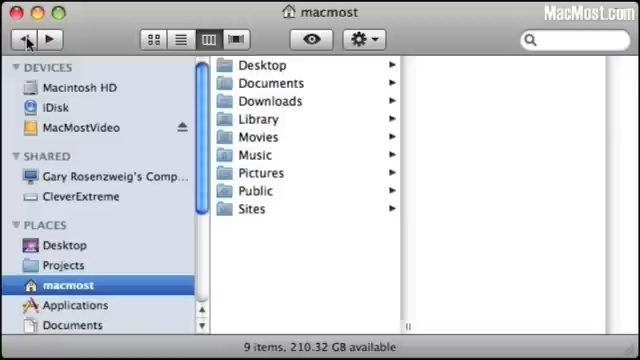 macmost
MacMost.com
DEVICES
Macintosh HD
iDisk
MacMostVideo
SHARED
Gary Rosenzweig's Comp...
CleverExtreme
PLACES
Desktop
Projects
macmost
Applications
Documents
Desktop
Documents
Downloads
Library
Movies
Music
Pictures
Public
Sites
9 items, 210.32 GB available